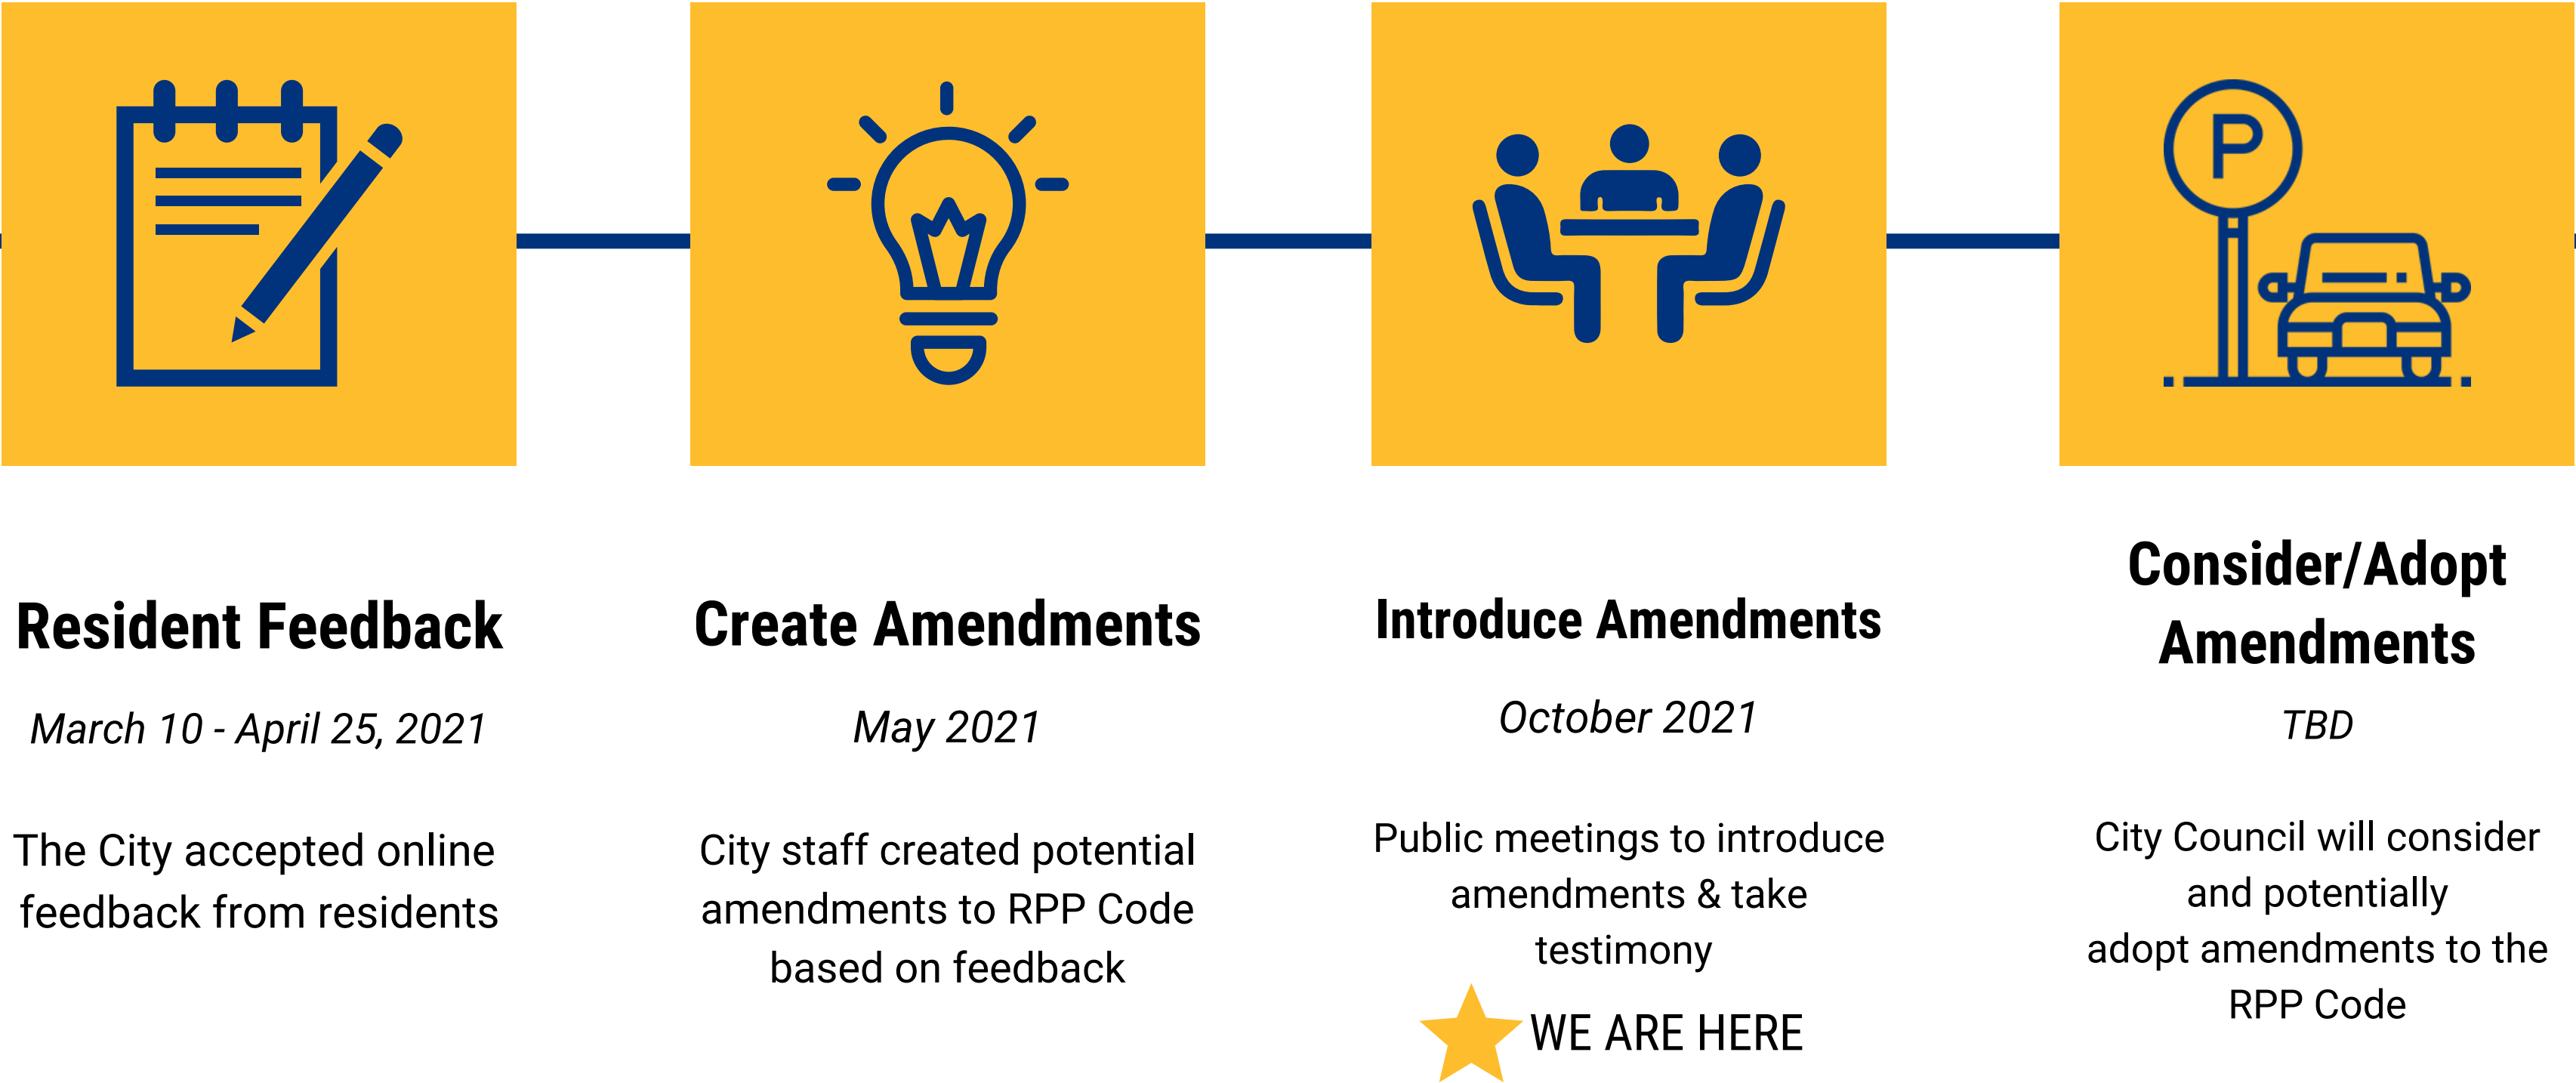 P
Resident Feedback
March 10 - April 25, 2021
The City accepted online
feedback from residents
Create Amendments
May 2021
City staff created potential
amendments to RPP Code
based on feedback
Introduce Amendments
October 2021
Public meetings to introduce
amendments & take
testimony
WE ARE HERE
Consider/Adopt
Amendments
TBD
City Council will consider
and potentially
adopt amendments to the
RPP Code